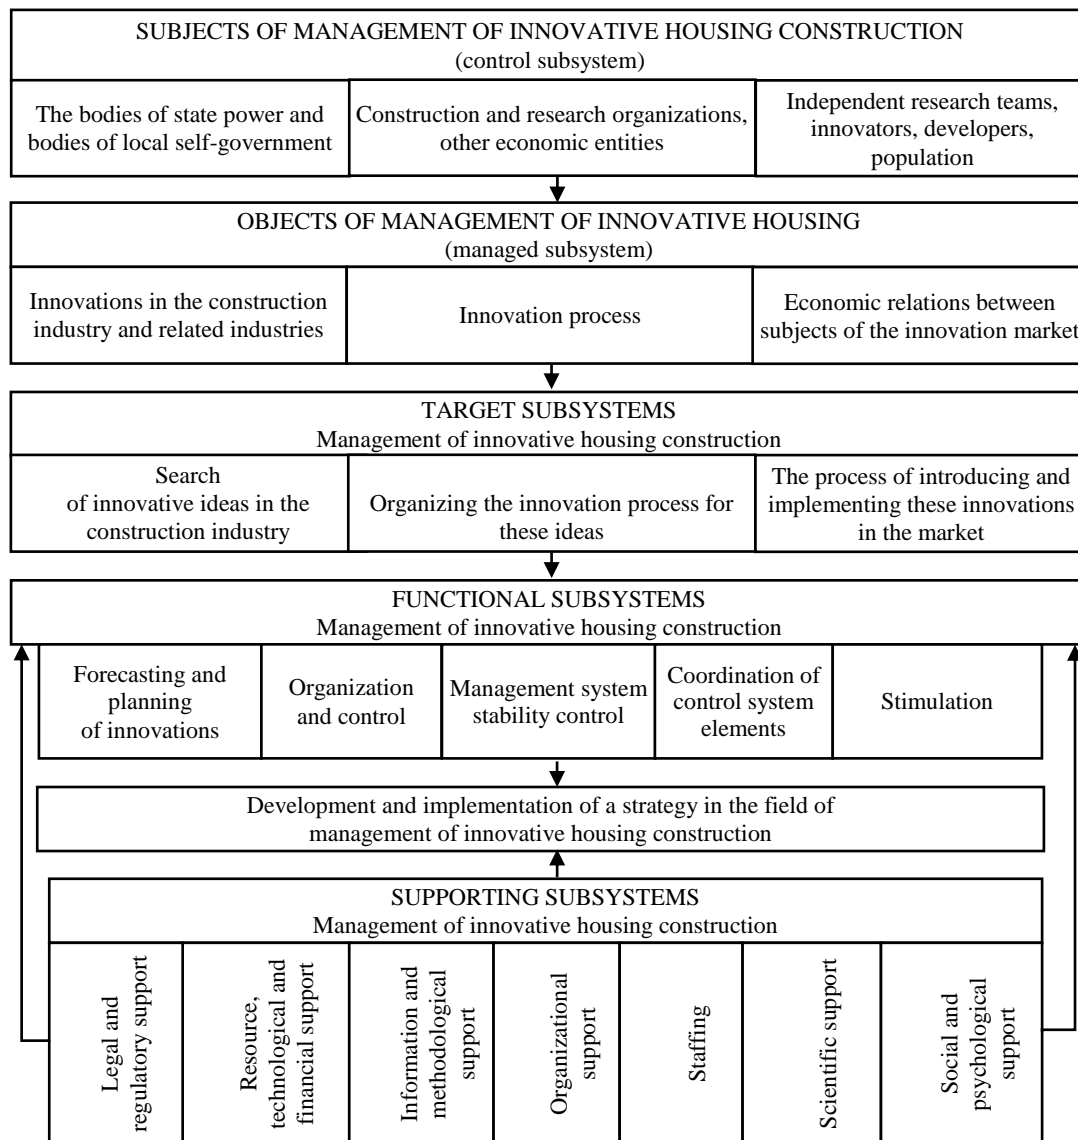 SUBJECTS OF MANAGEMENT OF INNOVATIVE HOUSING CONSTRUCTION
(control subsystem)
The bodies of state power and
bodies of local self-government
Construction and research organizations,
other economic entities
Independent research teams,
innovators, developers,
population
OBJECTS OF MANAGEMENT OF INNOVATIVE HOUSING
(managed subsystem)
Innovations in the construction
industry and related industries
Innovation process
Economic relations between
subjects of the innovation market
TARGET SUBSYSTEMS
Management of innovative housing construction
Search
of innovative ideas in the
construction industry
Organizing the innovation process for
these ideas
The process of introducing and
implementing these innovations
in the market
FUNCTIONAL SUBSYSTEMS
Management of innovative housing construction
Forecasting and
planning
of innovations
Organization
and control
Management system
stability control
Coordination of
control system
elements
Stimulation
Development and implementation of a strategy in the field of
management of innovative housing construction
SUPPORTING SUBSYSTEMS
Management of innovative housing construction
Legal and
regulatory support
Resource,
technological and
financial support
Information and
methodological
support
Organizational
support
Staffing
Scientific support
Social and
psychological
support